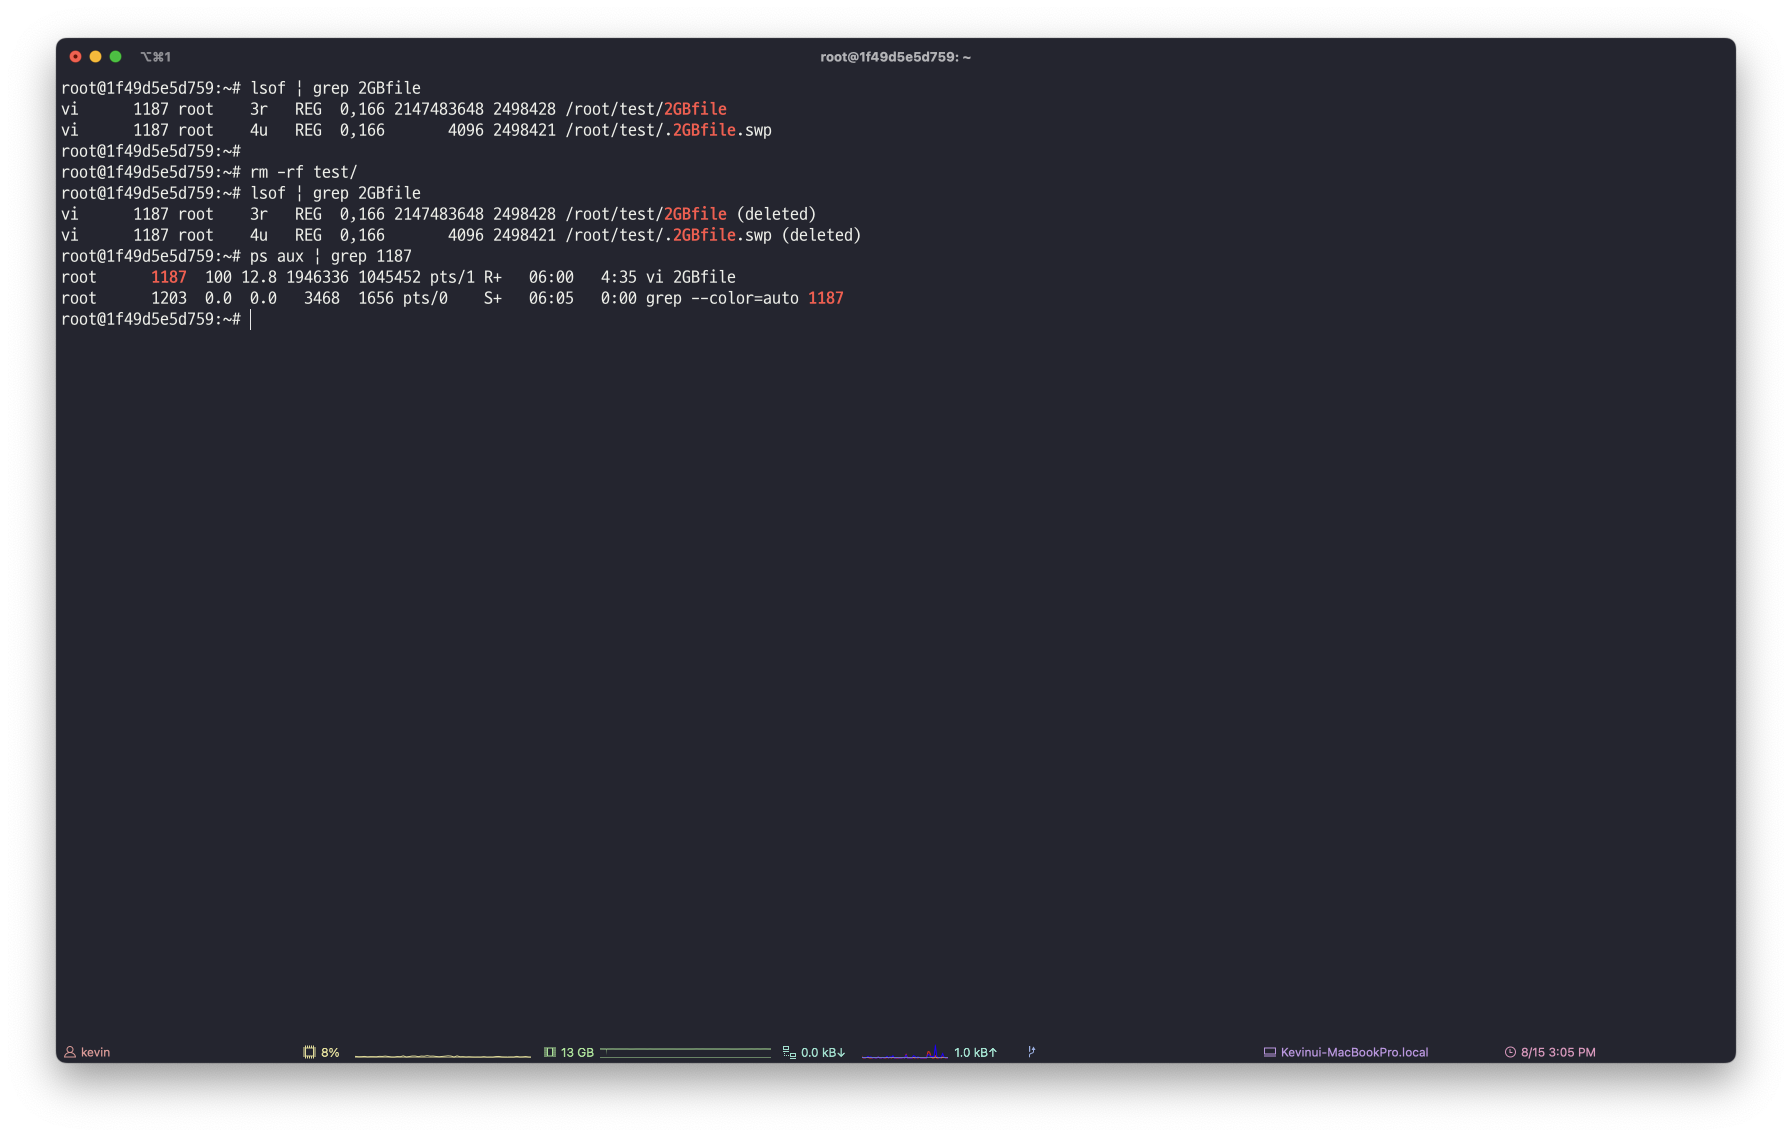 ⌥⌘1
root@1f49d5e5d759: ~
root@1f49d5e5d759:~# lsof | grep 2GBfile
vi      1187 root    3r   REG  0,166 2147483648 2498428 /root/test/2GBfile
vi      1187 root    4u   REG  0,166       4096 2498421 /root/test/.2GBfile.swp
root@1f49d5e5d759:~#
root@1f49d5e5d759:~# rm -rf test/
root@1f49d5e5d759:~# lsof | grep 2GBfile
vi      1187 root    3r   REG  0,166 2147483648 2498428 /root/test/2GBfile (deleted)
vi      1187 root    4u   REG  0,166       4096 2498421 /root/test/.2GBfile.swp (deleted)
root@1f49d5e5d759:~# ps aux | grep 1187
root      1187  100 12.8 1946336 1045452 pts/1 R+   06:00   4:35 vi 2GBfile
root      1203  0.0  0.0   3468  1656 pts/0    S+   06:05   0:00 grep --color=auto 1187
root@1f49d5e5d759:~#
kevin 8% 13 GB 0.0 kB↓ 1.0 kB↑ Kevinui-MacBookPro.local 8/15 3:05 PM